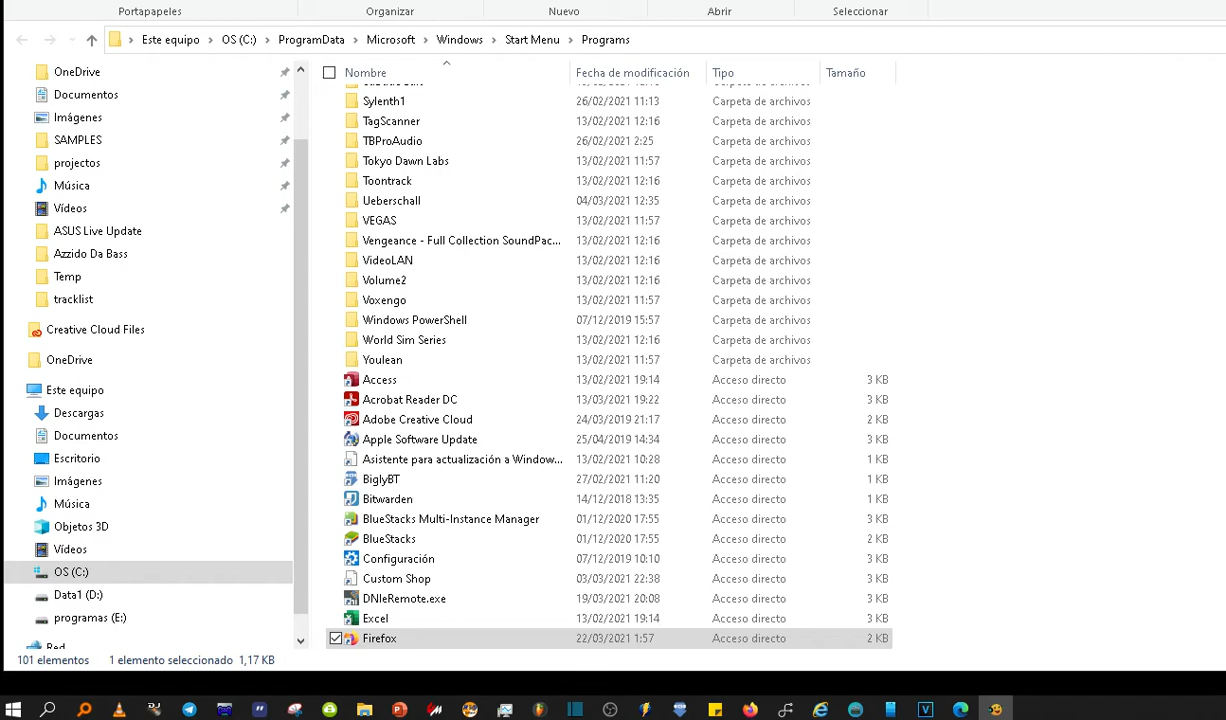 Portapapeles Organizar Nuevo Abrir Seleccionar
Este equipo OS (C:) ProgramData Microsoft Windows Start Menu Programs
OneDrive
Documentos
Imágenes
SAMPLES
projectos
Música
Vídeos
ASUS Live Update
Azzido Da Bass
Temp
tracklist
Creative Cloud Files
OneDrive
Este equipo
Descargas
Documentos
Escritorio
Imágenes
Música
Objetos 3D
Vídeos
OS (C:)
Data1 (D:)
programas (E:)
Red
Nombre Fecha de modificación Tipo Tamaño
Sylenth1 26/02/2021 11:13 Carpeta de archivos
TagScanner 13/02/2021 12:16 Carpeta de archivos
TBProAudio 26/02/2021 2:25 Carpeta de archivos
Tokyo Dawn Labs 13/02/2021 11:57 Carpeta de archivos
Toontrack 13/02/2021 12:16 Carpeta de archivos
Ueberschall 04/03/2021 12:35 Carpeta de archivos
VEGAS 13/02/2021 11:57 Carpeta de archivos
Vengeance - Full Collection SoundPac... 13/02/2021 12:16 Carpeta de archivos
VideoLAN 13/02/2021 12:16 Carpeta de archivos
Volume2 13/02/2021 12:16 Carpeta de archivos
Voxengo 13/02/2021 11:57 Carpeta de archivos
Windows PowerShell 07/12/2019 15:57 Carpeta de archivos
World Sim Series 13/02/2021 12:16 Carpeta de archivos
Youlean 13/02/2021 11:57 Carpeta de archivos
Access 13/02/2021 19:14 Acceso directo 3 KB
Acrobat Reader DC 13/03/2021 19:22 Acceso directo 3 KB
Adobe Creative Cloud 24/03/2019 21:17 Acceso directo 2 KB
Apple Software Update 25/04/2019 14:34 Acceso directo 3 KB
Asistente para actualización a Window... 13/02/2021 10:28 Acceso directo 1 KB
BiglyBT 27/02/2021 11:20 Acceso directo 1 KB
Bitwarden 14/12/2018 13:35 Acceso directo 3 KB
BlueStacks Multi-Instance Manager 01/12/2020 17:55 Acceso directo 3 KB
BlueStacks 01/12/2020 17:55 Acceso directo 2 KB
Configuración 07/12/2019 10:10 Acceso directo 3 KB
Custom Shop 03/03/2021 22:38 Acceso directo 3 KB
DNIeRemote.exe 19/03/2021 20:08 Acceso directo 3 KB
Excel 13/02/2021 19:14 Acceso directo 3 KB
Firefox 22/03/2021 1:57 Acceso directo 2 KB
101 elementos 1 elemento seleccionado 1,17 KB